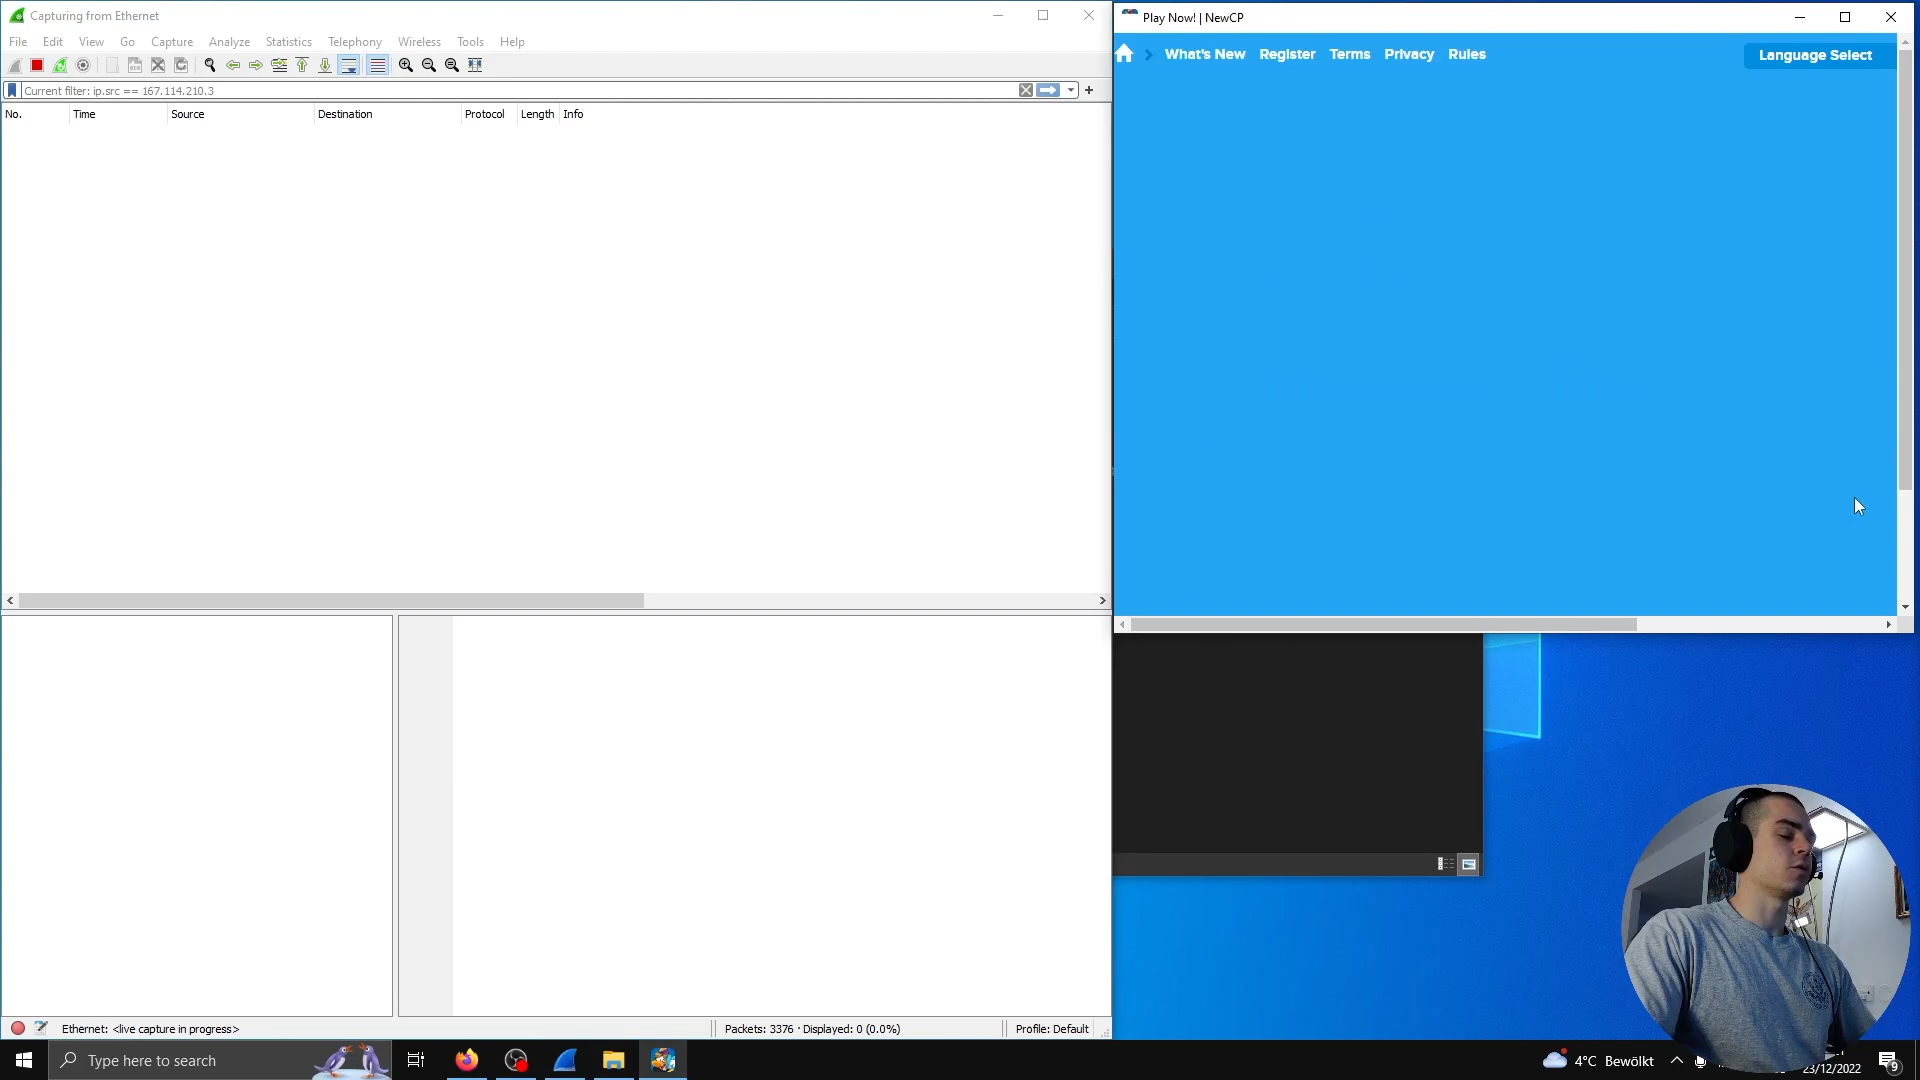 Capturing from Ethernet
File Edit View Go Capture Analyze Statistics Telephony Wireless Tools Help
Current filter: ip.src == 167.114.210.3
No. Time Source Destination Protocol Length Info
Ethernet: <live capture in progress>
Packets: 3376 · Displayed: 0 (0.0%)
Profile: Default
Play Now! | NewCP
What's New Register Terms Privacy Rules
Language Select
Type here to search
4°C Bewölkt
23/12/2022
9